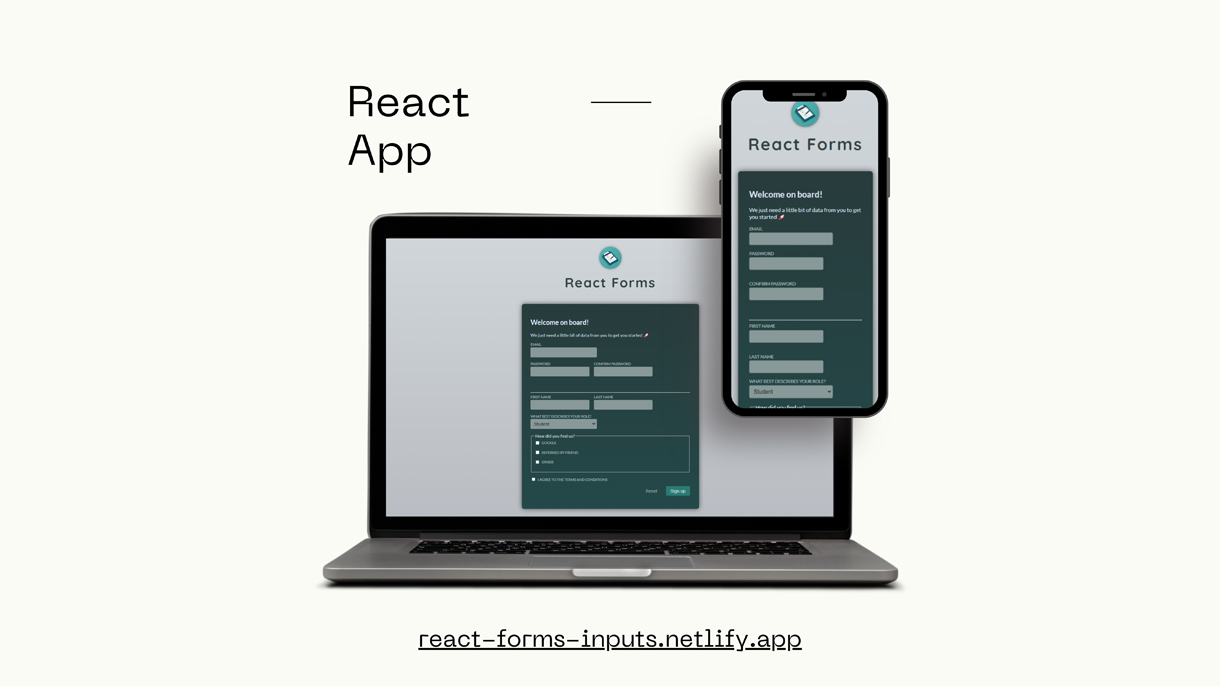 React
App
React Forms
Welcome on board!
We just need a little bit of data from you to get started 🚀
EMAIL
PASSWORD CONFIRM PASSWORD
FIRST NAME LAST NAME
WHAT BEST DESCRIBES YOUR ROLE?
Student
How did you find us?
GOOGLE
REFERRED BY FRIEND
OTHER
I AGREE TO THE TERMS AND CONDITIONS
Reset Sign up
React Forms
Welcome on board!
We just need a little bit of data from you to get
you started 🚀
EMAIL
PASSWORD
CONFIRM PASSWORD
FIRST NAME
LAST NAME
WHAT BEST DESCRIBES YOUR ROLE?
Student
How did you find us?
react-forms-inputs.netlify.app